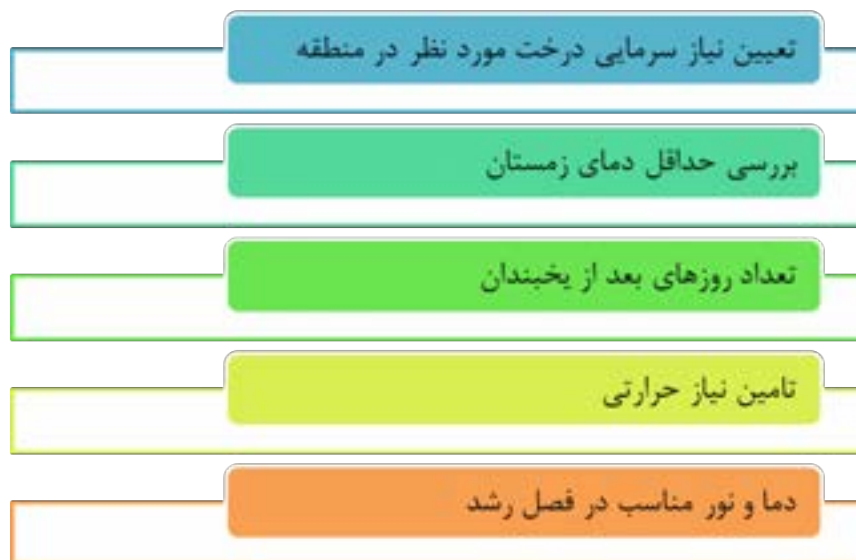 تعیین نیاز سرمایی درخت مورد نظر در منطقه
بررسی حداقل دمای زمستان
تعداد روزهای بعد از یخبندان
تامین نیاز حرارتی
دما و نور مناسب در فصل رشد